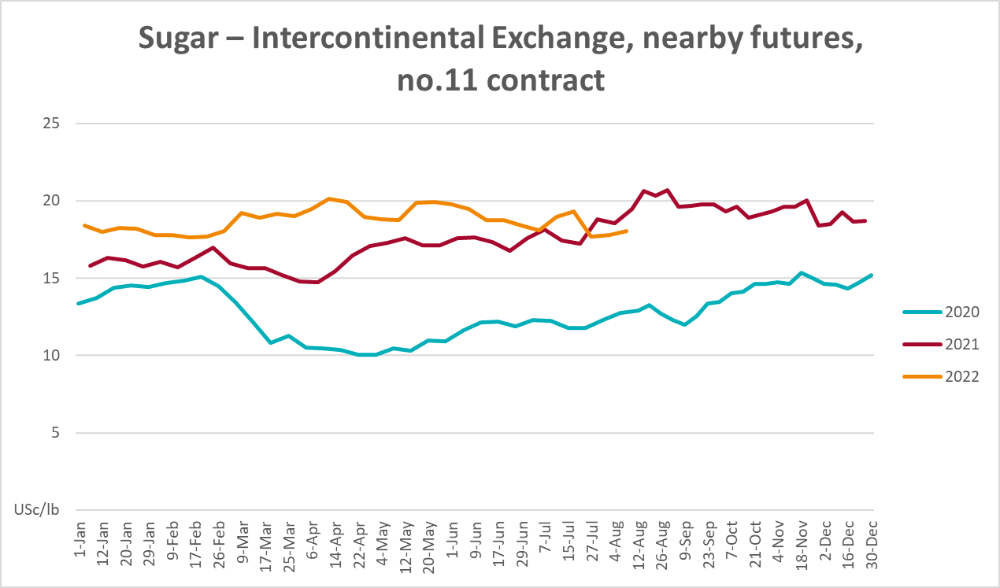 Sugar – Intercontinental Exchange, nearby futures,
no.11 contract
25
20
15
10
5
USc/lb
1-Jan
12-Jan
20-Jan
29-Jan
9-Feb
17-Feb
26-Feb
9-Mar
17-Mar
25-Mar
6-Apr
14-Apr
22-Apr
4-May
12-May
20-May
1-Jun
9-Jun
17-Jun
29-Jun
7-Jul
15-Jul
27-Jul
4-Aug
12-Aug
26-Aug
9-Sep
23-Sep
7-Oct
21-Oct
4-Nov
18-Nov
2-Dec
16-Dec
30-Dec
2020
2021
2022